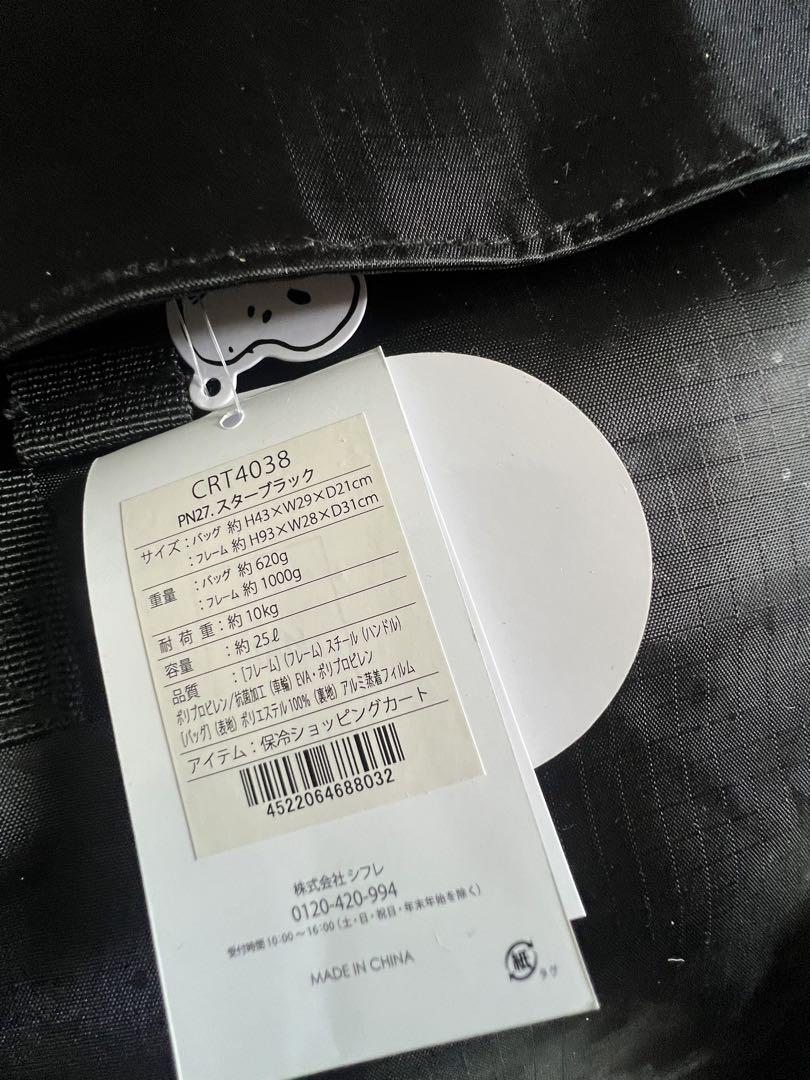 CRT4038
PN27.スターブラック
サイズ:バッグ 約 H43×W29×D21cm
:フレーム 約 H93×W28×D31cm
重量 :バッグ 約 620g
:フレーム 約 1000g
耐 荷 重:約 10kg
容量 :約 25ℓ
品質 :[フレーム] (フレーム) スチール (ハンドル)
ポリプロピレン/抗菌加工 (車輪) EVA・ポリプロピレン
[バッグ] (表地) ポリエステル100% (裏地) アルミ蒸着フィルム
アイテム:保冷ショッピングカート
4522064688032
株式会社 シフレ
0120-420-994
受付時間 10:00〜16:00 (土・日・祝日・年末年始を除く)
MADE IN CHINA
タグ